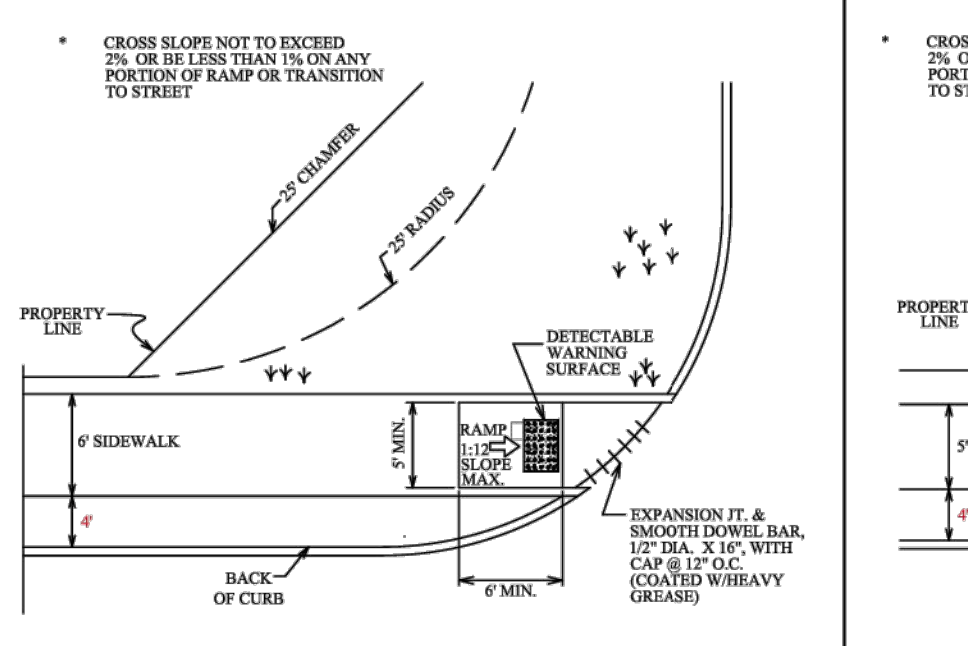 * CROSS SLOPE NOT TO EXCEED
2% OR BE LESS THAN 1% ON ANY
PORTION OF RAMP OR TRANSITION
TO STREET
25' CHAMFER
25' RADIUS
PROPERTY
LINE
DETECTABLE
WARNING
SURFACE
6' SIDEWALK
5' MIN.
RAMP
1:12
SLOPE
MAX.
4'
EXPANSION JT. &
SMOOTH DOWEL BAR,
1/2" DIA. X 16", WITH
CAP @ 12" O.C.
(COATED W/HEAVY
GREASE)
BACK
OF CURB
6' MIN.
* CROS
2% O
PORT
TO ST
PROPERT
LINE
5'
4'